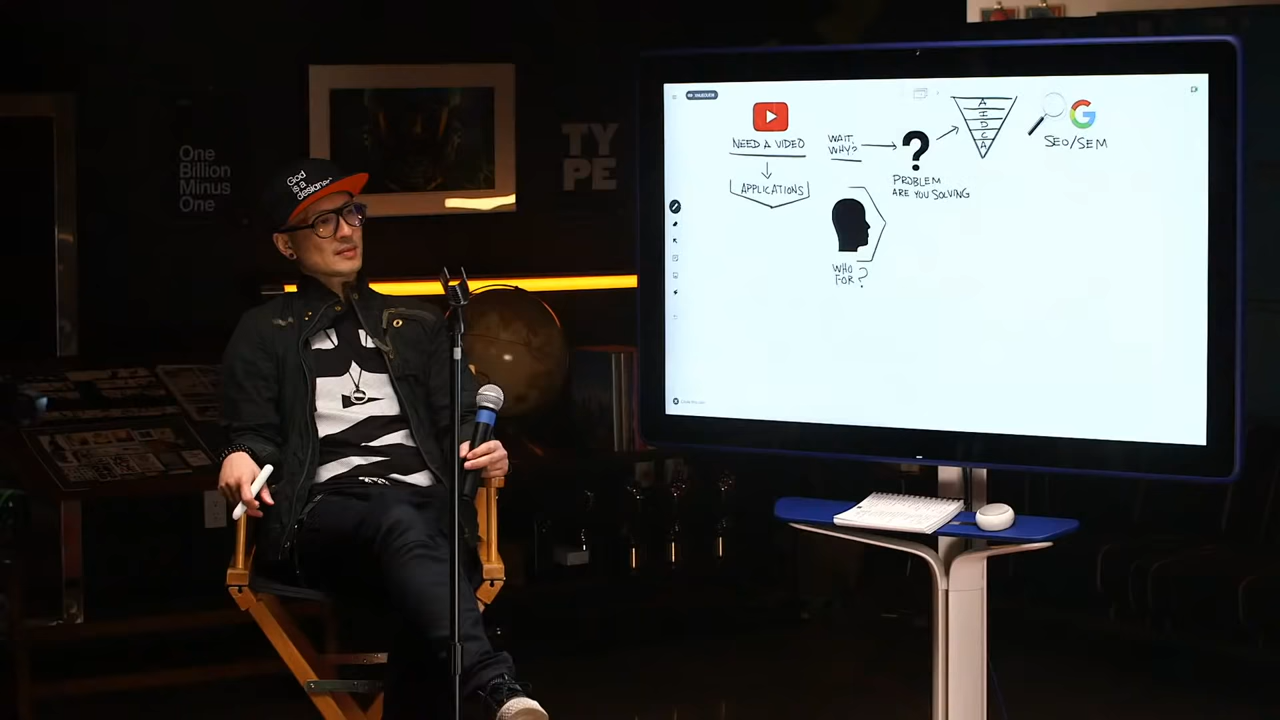 One
Billion
Minus
One
TY
PE
God
is a
designer
NEED A VIDEO
APPLICATIONS
WAIT,
WHY?
?
PROBLEM
ARE YOU SOLVING
A
I
D
C
A
G
SEO/SEM
WHO
FOR?